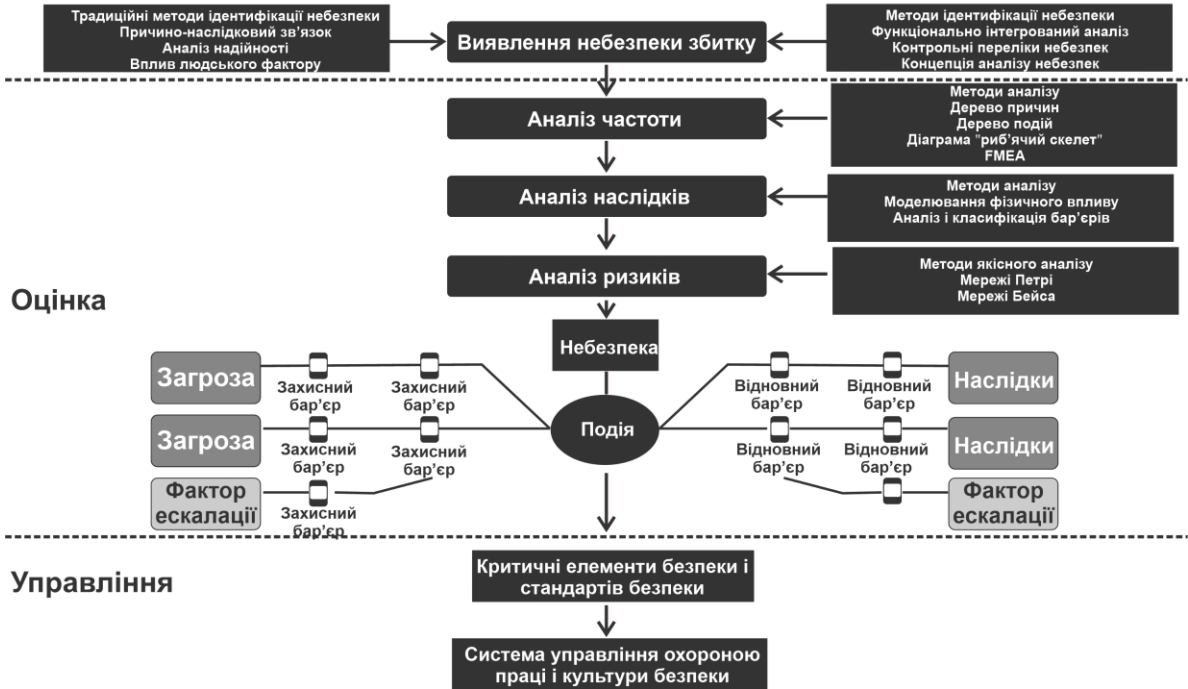 Традиційні методи ідентифікації небезпеки
Причино-наслідковий зв’язок
Аналіз надійності
Вплив людського фактору
Виявлення небезпеки збитку
Методи ідентифікації небезпеки
Функціонально інтегрований аналіз
Контрольні переліки небезпек
Концепція аналізу небезпек
Аналіз частоти
Методи аналізу
Дерево причин
Дерево подій
Діаграма "риб’ячий скелет"
FMEA
Аналіз наслідків
Методи аналізу
Моделювання фізичного впливу
Аналіз і класифікація бар’єрів
Аналіз ризиків
Методи якісного аналізу
Мережі Петрі
Мережі Бейса
Оцінка
Небезпека
Загроза
Захисний
бар’єр
Захисний
бар’єр
Відновний
бар’єр
Відновний
бар’єр
Наслідки
Загроза
Захисний
бар’єр
Захисний
бар’єр
Подія
Відновний
бар’єр
Відновний
бар’єр
Наслідки
Фактор
ескалації
Захисний
бар’єр
Фактор
ескалації
Управління
Критичні елементи безпеки і
стандартів безпеки
Система управління охороною
праці і культури безпеки